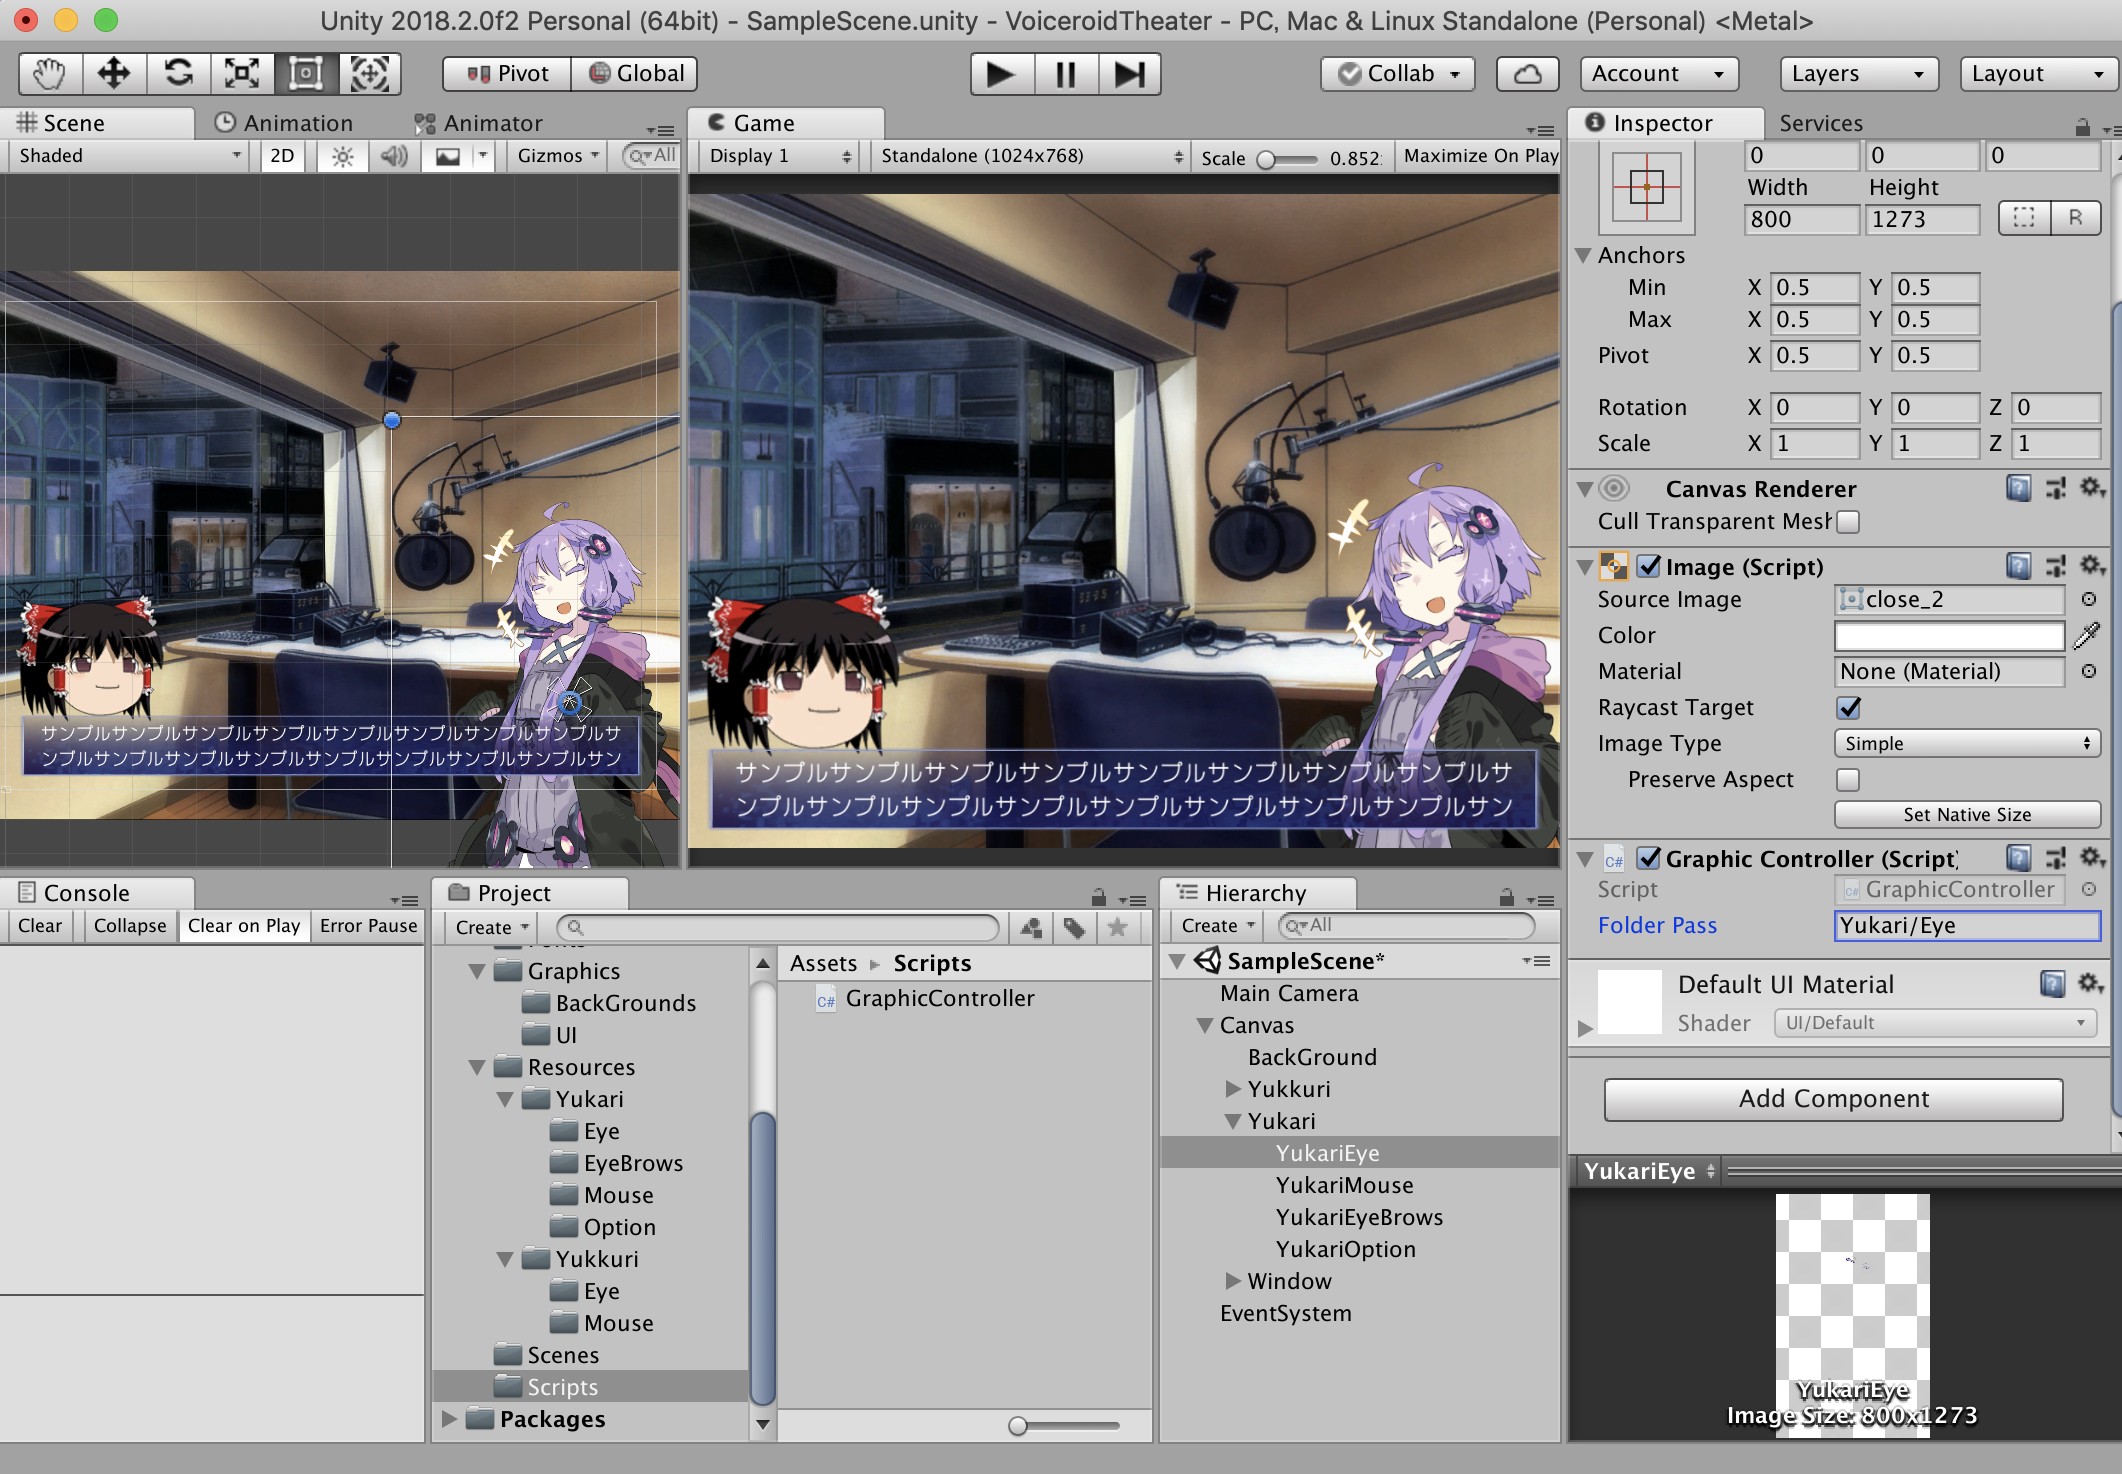 Unity 2018.2.0f2 Personal (64bit) - SampleScene.unity - VoiceroidTheater - PC, Mac & Linux Standalone (Personal) <Metal>
Pivot Global Collab Account Layers Layout
Scene Animation Animator
Shaded 2D Gizmos All
サンプルサンプルサンプルサンプルサンプルサンプルサンプルサンプルサ
ンプルサンプルサンプルサンプルサンプルサンプルサンプルサンプルサン
Game
Display 1 Standalone (1024x768) Scale 0.852 Maximize On Play
サンプルサンプルサンプルサンプルサンプルサンプルサンプルサンプルサ
ンプルサンプルサンプルサンプルサンプルサンプルサンプルサンプルサン
Inspector Services
0 0 0
Width Height
800 1273 R
Anchors
Min X 0.5 Y 0.5
Max X 0.5 Y 0.5
Pivot X 0.5 Y 0.5
Rotation X 0 Y 0 Z 0
Scale X 1 Y 1 Z 1
Canvas Renderer
Cull Transparent Mesh
Image (Script)
Source Image close_2
Color
Material None (Material)
Raycast Target
Image Type Simple
Preserve Aspect
Set Native Size
C# Graphic Controller (Script)
Script C# GraphicController
Folder Pass Yukari/Eye
Default UI Material
Shader UI/Default
Add Component
YukariEye
YukariEye
Image Size: 800x1273
Console
Clear Collapse Clear on Play Error Pause
Project
Create
Fonts
Graphics
BackGrounds
UI
Resources
Yukari
Eye
EyeBrows
Mouse
Option
Yukkuri
Eye
Mouse
Scenes
Scripts
Packages
Assets Scripts
C# GraphicController
Hierarchy
Create All
SampleScene*
Main Camera
Canvas
BackGround
Yukkuri
Yukari
YukariEye
YukariMouse
YukariEyeBrows
YukariOption
Window
EventSystem